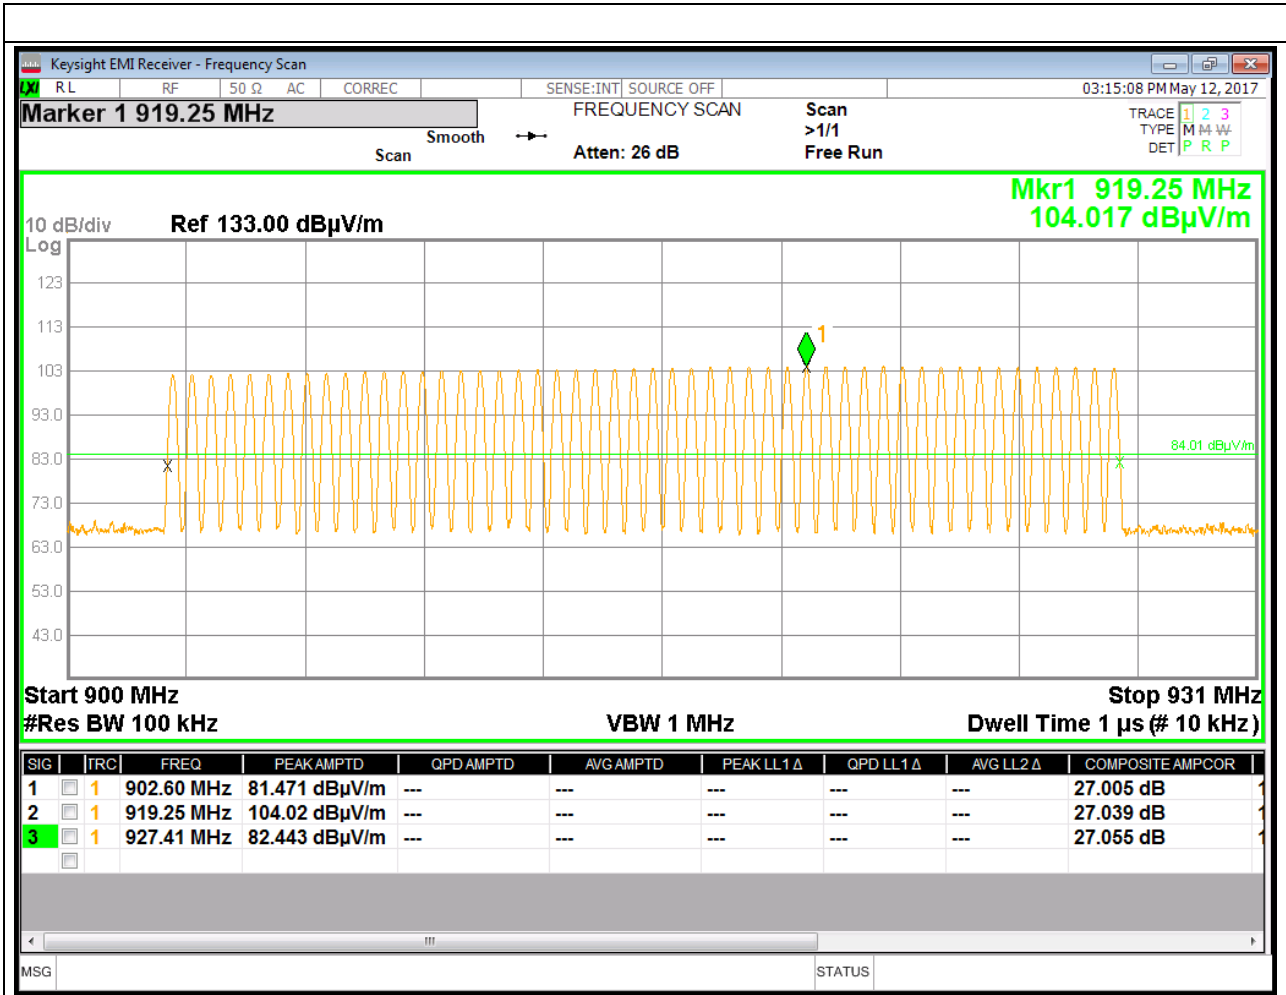 Keysight EMI Receiver - Frequency Scan
LXI RL RF 50 Ω AC CORREC SENSE:INT SOURCE OFF 03:15:08 PM May 12, 2017
Marker 1 919.25 MHz FREQUENCY SCAN Scan TRACE 1 2 3
Smooth >1/1 TYPE M M W
Scan Atten: 26 dB Free Run DET P R P
Mkr1 919.25 MHz
10 dB/div Ref 133.00 dBµV/m 104.017 dBµV/m
Log
123
113
1
103
93.0
84.01 dBµV/m
83.0
73.0
63.0
53.0
43.0
Start 900 MHz Stop 931 MHz
#Res BW 100 kHz VBW 1 MHz Dwell Time 1 µs (# 10 kHz)
SIG TRC FREQ PEAK AMPTD QPD AMPTD AVG AMPTD PEAK LL1 Δ QPD LL1 Δ AVG LL2 Δ COMPOSITE AMPCOR
1 1 902.60 MHz 81.471 dBµV/m --- --- --- --- --- 27.005 dB 1
2 1 919.25 MHz 104.02 dBµV/m --- --- --- --- --- 27.039 dB 1
3 1 927.41 MHz 82.443 dBµV/m --- --- --- --- --- 27.055 dB 1
MSG STATUS